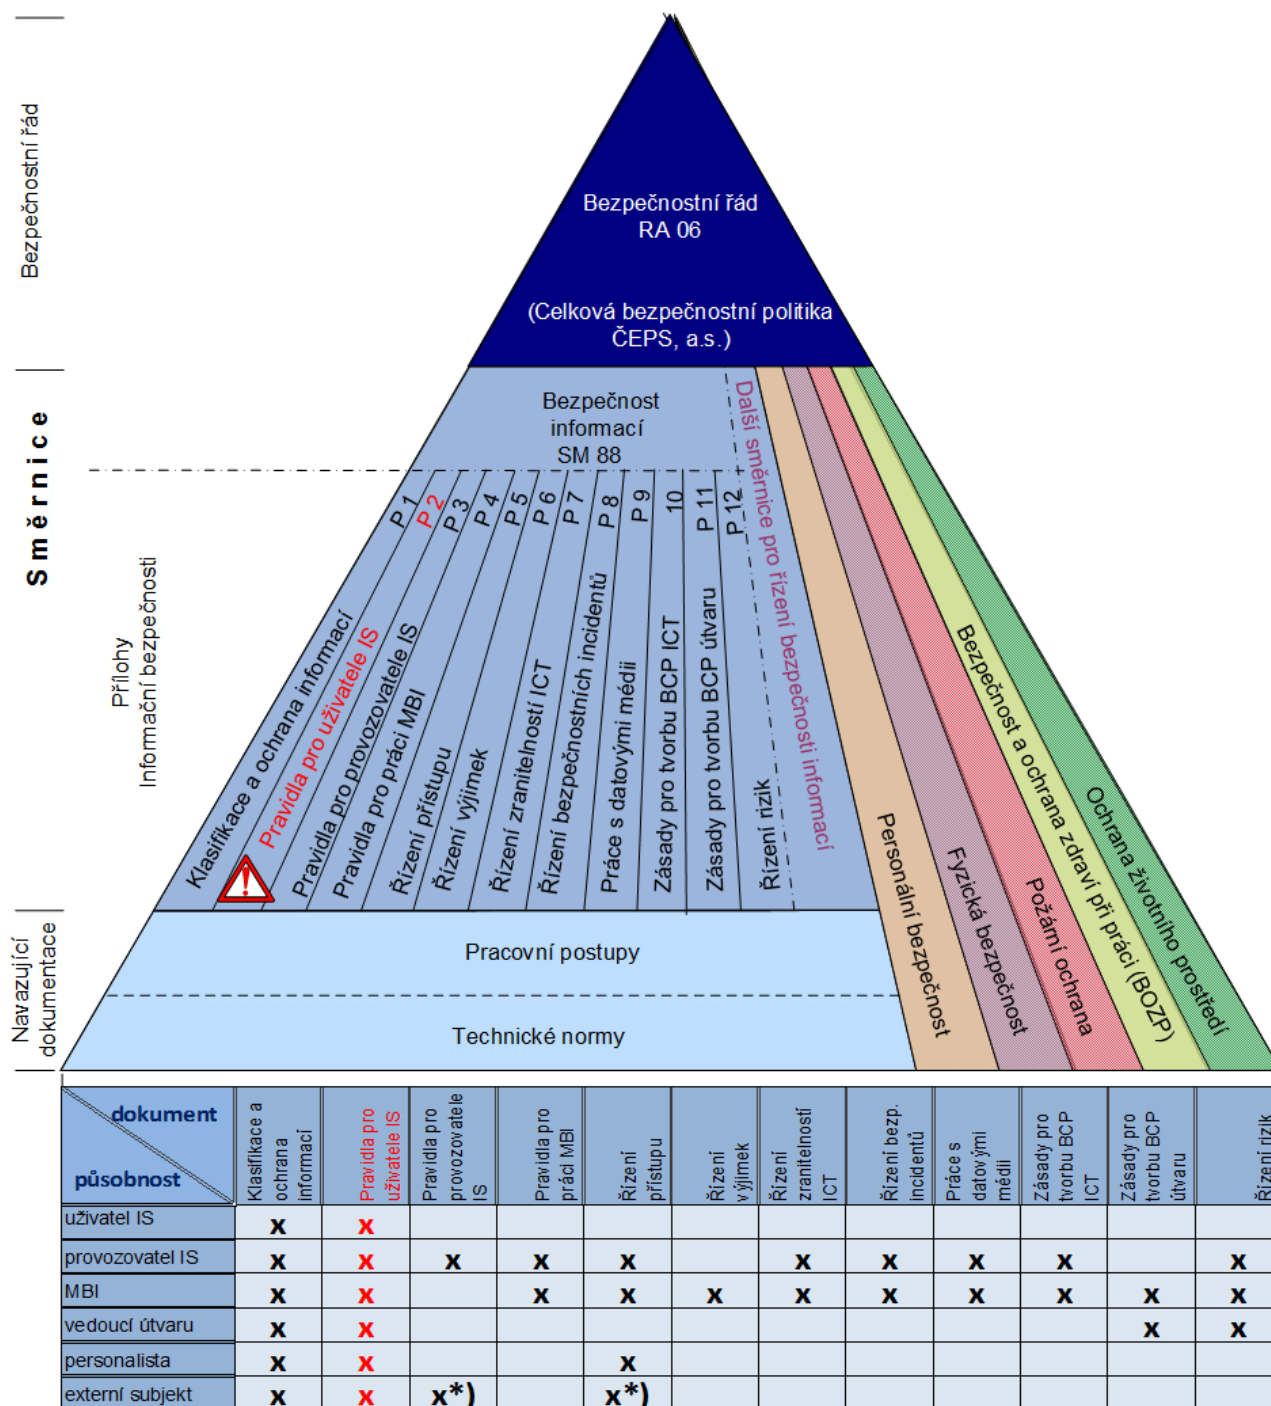 Bezpečnostní řád
Bezpečnostní řád
RA 06
(Celková bezpečnostní politika
ČEPS, a.s.)
Směrnice
Bezpečnost
informací
SM 88
Další směrnice pro řízení bezpečnosti informací
Přílohy
Informační bezpečnosti
P 1
P 2
P 3
P 4
P 5
P 6
P 7
P 8
P 9
10
P 11
P 12
Klasifikace a ochrana informací
Pravidla pro uživatele IS
Pravidla pro provozovatele IS
Pravidla pro práci MBI
Řízení přístupu
Řízení výjimek
Řízení zranitelností ICT
Řízení bezpečnostních incidentů
Práce s datovými médii
Zásady pro tvorbu BCP ICT
Zásady pro tvorbu BCP útvaru
Řízení rizik
Personální bezpečnost
Fyzická bezpečnost
Požární ochrana
Bezpečnost a ochrana zdraví při práci (BOZP)
Ochrana životního prostředí
Navazující
dokumentace
Pracovní postupy
Technické normy
dokument
působnost
Klasifikace a
ochrana
informací
Pravidla pro
uživatele IS
Pravidla pro
provozovatele
IS
Pravidla pro
práci MBI
Řízení
přístupu
Řízení
výjimek
Řízení
zranitelností
ICT
Řízení bezp.
incidentů
Práce s
datovými
médii
Zásady pro
tvorbu BCP
ICT
Zásady pro
tvorbu BCP
útvaru
Řízení rizik
uživatel IS x x
provozovatel IS x x x x x x x x x x
MBI x x x x x x x x x x x
vedoucí útvaru x x x x
personalista x x x
externí subjekt x x x*) x*)